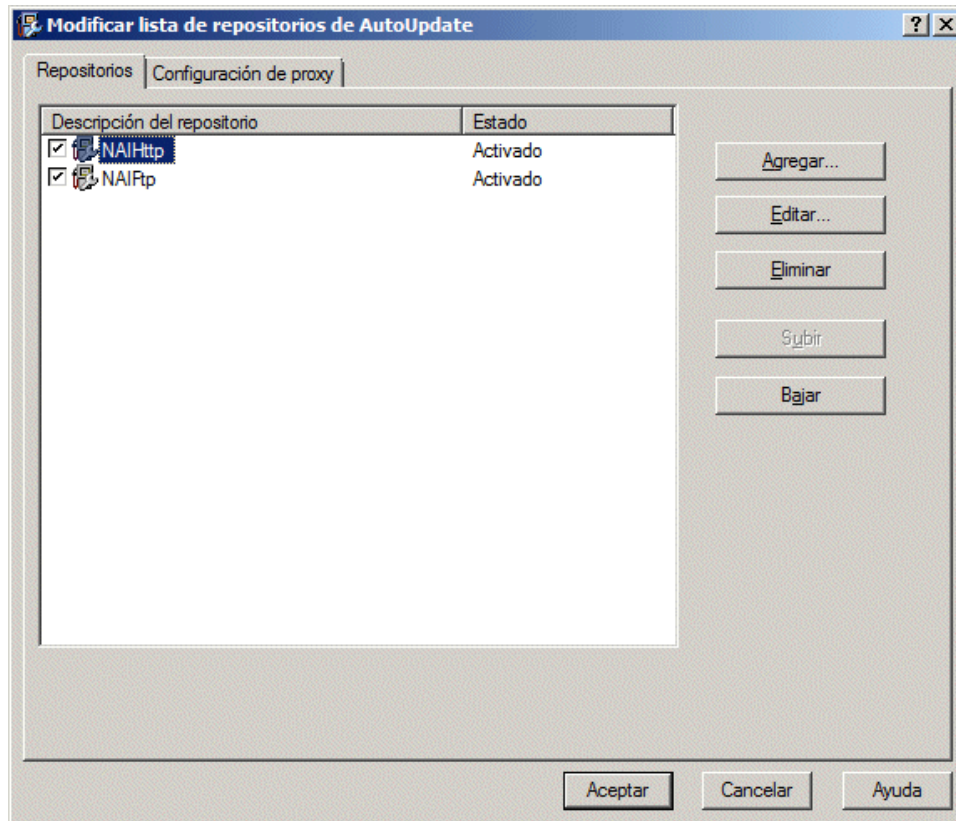 Modificar lista de repositorios de AutoUpdate
Repositorios Configuración de proxy
Descripción del repositorio Estado
NAIHttp Activado
NAIFtp Activado
Agregar...
Editar...
Eliminar
Subir
Bajar
Aceptar Cancelar Ayuda